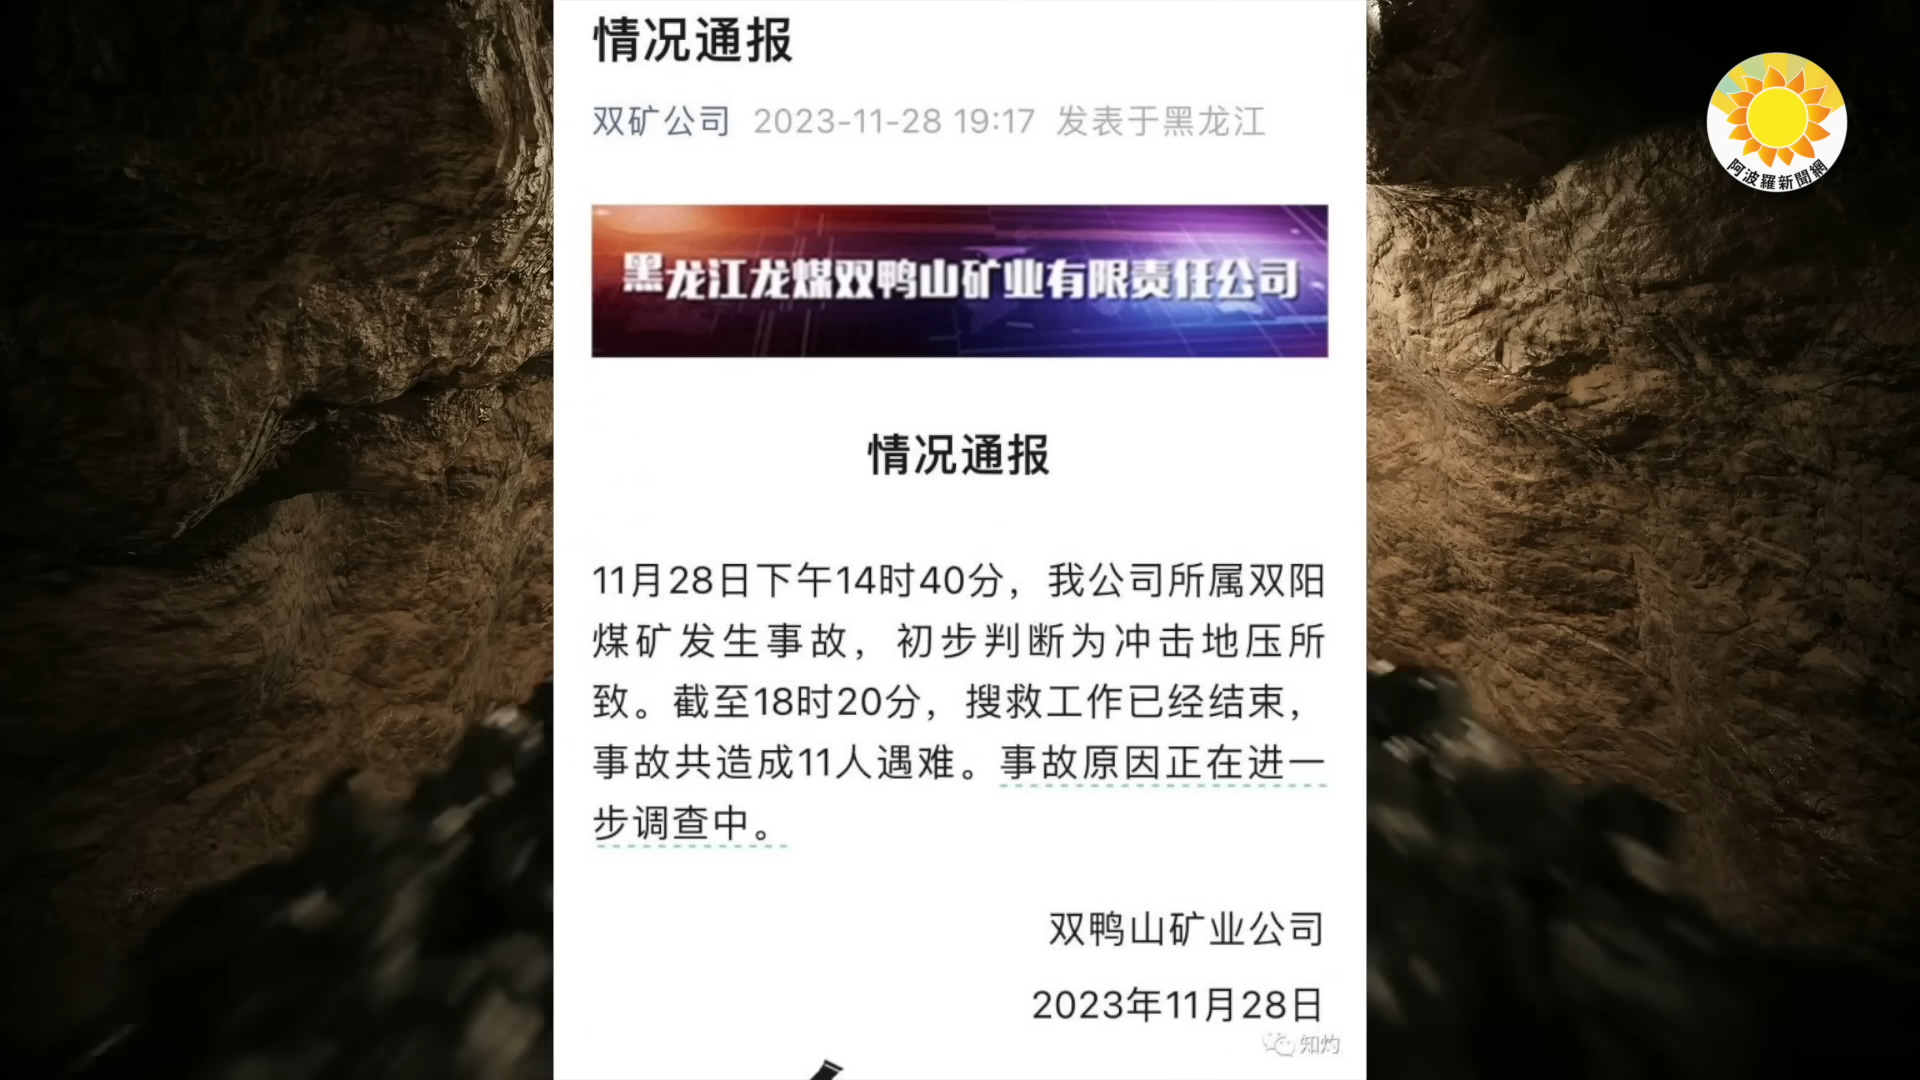 情况通报
双矿公司 2023-11-28 19:17 发表于黑龙江
阿波羅新聞網
黑龙江龙煤双鸭山矿业有限责任公司
情况通报
11月28日下午14时40分，我公司所属双阳
煤矿发生事故，初步判断为冲击地压所
致。截至18时20分，搜救工作已经结束，
事故共造成11人遇难。事故原因正在进一
步调查中。
双鸭山矿业公司
2023年11月28日
知灼